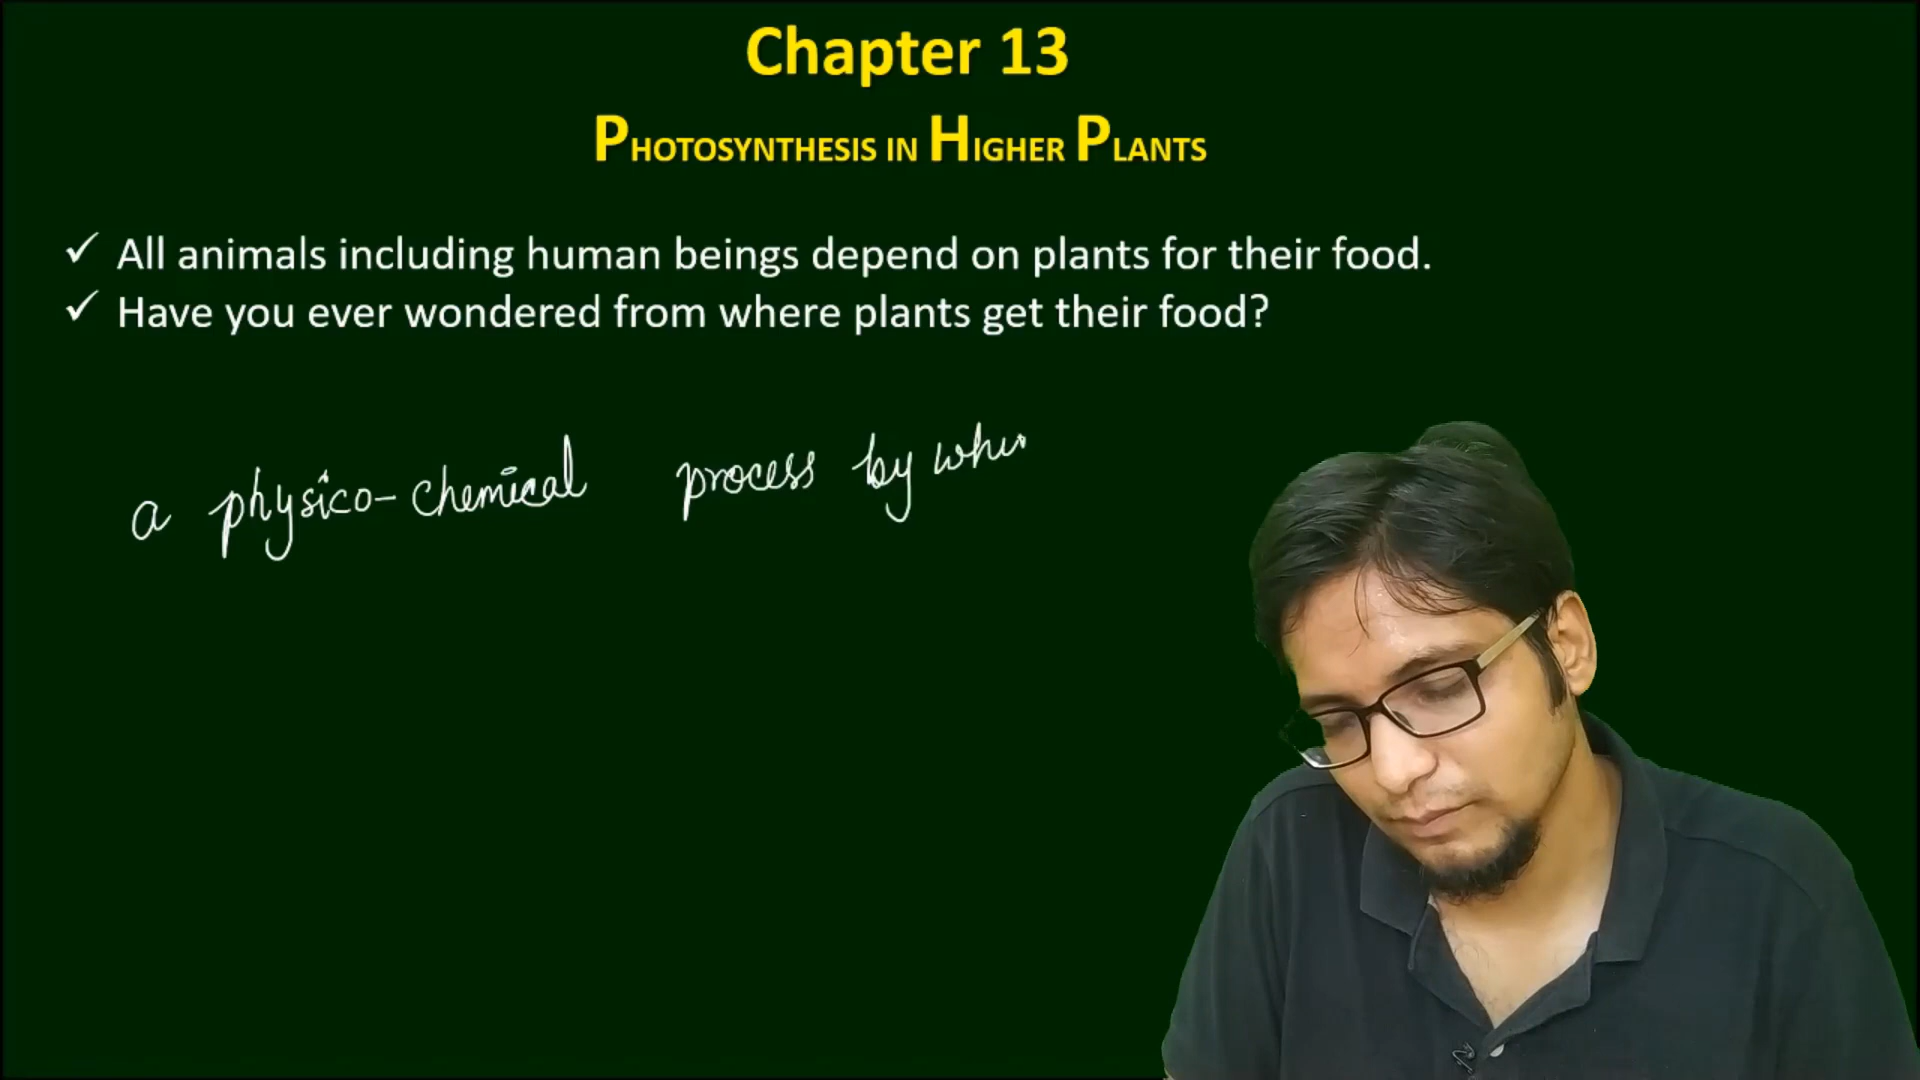 Chapter 13
PHOTOSYNTHESIS IN HIGHER PLANTS
✓ All animals including human beings depend on plants for their food.
✓ Have you ever wondered from where plants get their food?
a physico-chemical process by whi